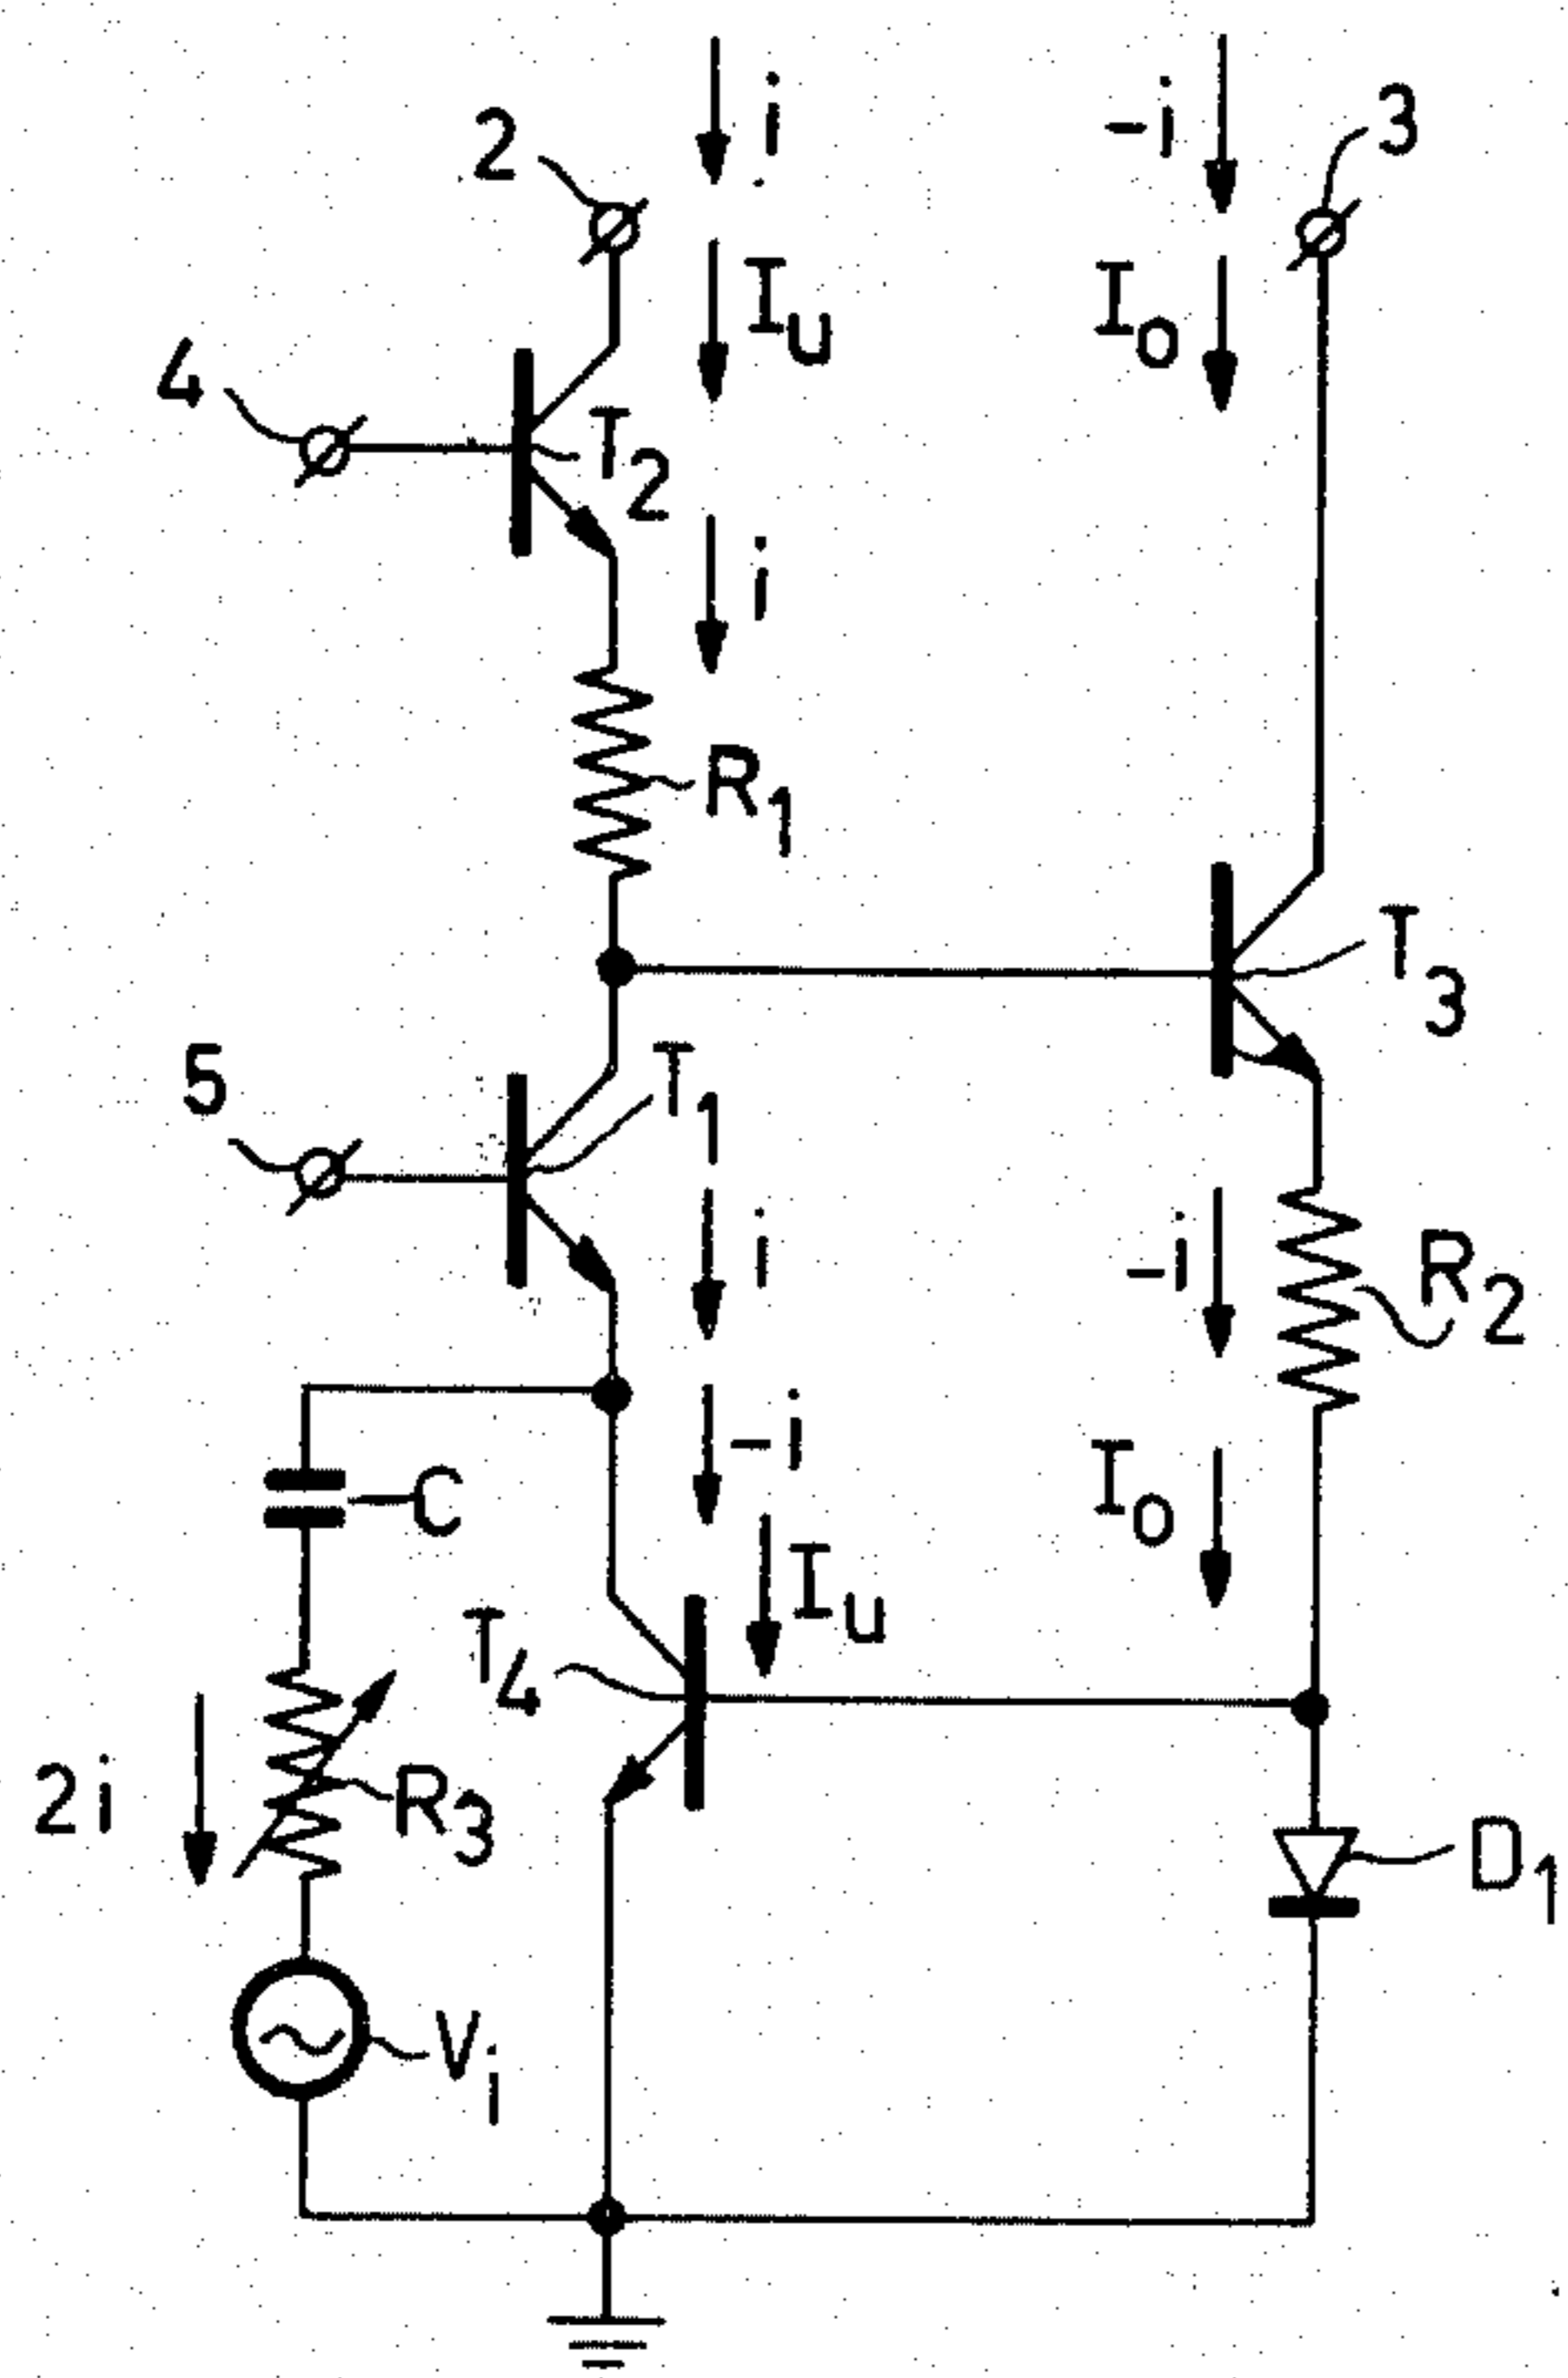 i
-i
3
2
I_U
I_O
4
T_2
i
R_1
T_3
5
T_1
i
-i
R_2
-i
C
I_O
I_U
T_4
2i
R_3
D_1
V_i